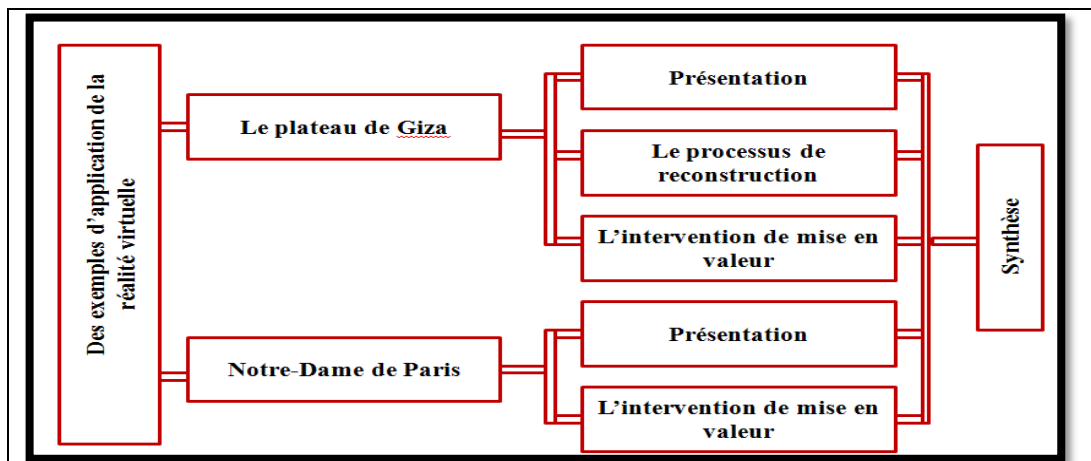 Des exemples d'application de la
réalité virtuelle
Le plateau de Giza
Présentation
Le processus de
reconstruction
L'intervention de mise en
valeur
Notre-Dame de Paris
Présentation
L'intervention de mise en
valeur
Synthèse